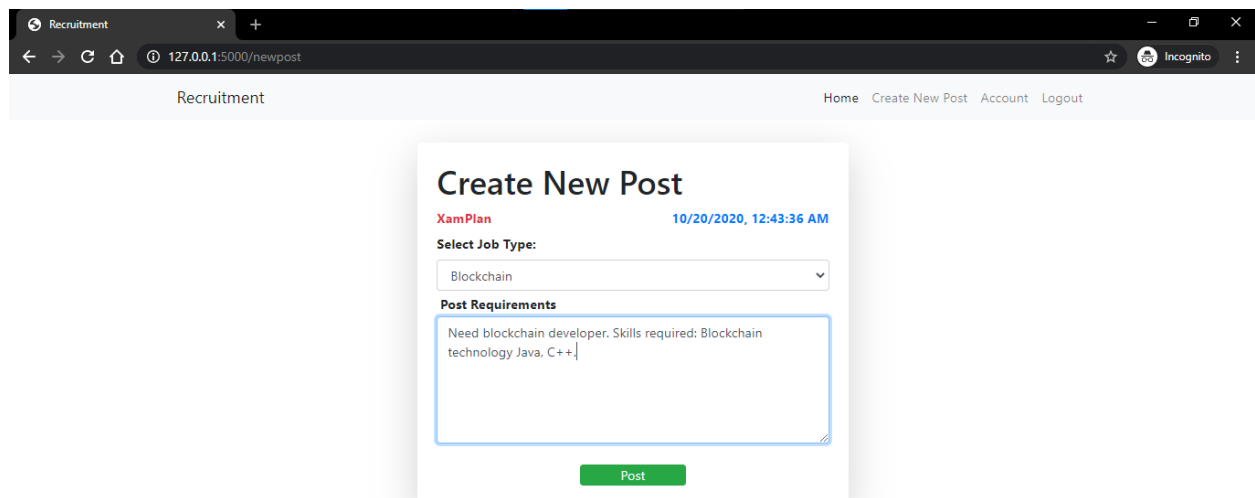 Recruitment
127.0.0.1:5000/newpost
Incognito
Recruitment
Home Create New Post Account Logout
Create New Post
XamPlan 10/20/2020, 12:43:36 AM
Select Job Type:
Blockchain
Post Requirements
Need blockchain developer. Skills required: Blockchain
technology Java, C++.
Post